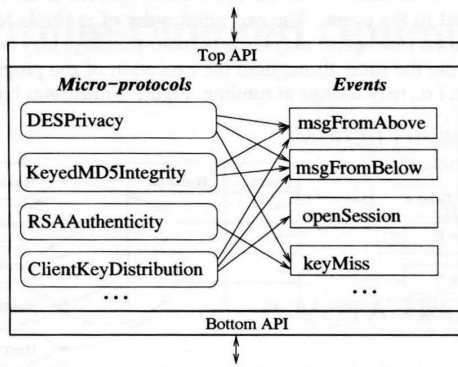 Top API
Micro-protocols Events
DESPrivacy msgFromAbove
KeyedMD5Integrity msgFromBelow
RSAAuthenticity openSession
ClientKeyDistribution keyMiss
... ...
Bottom API